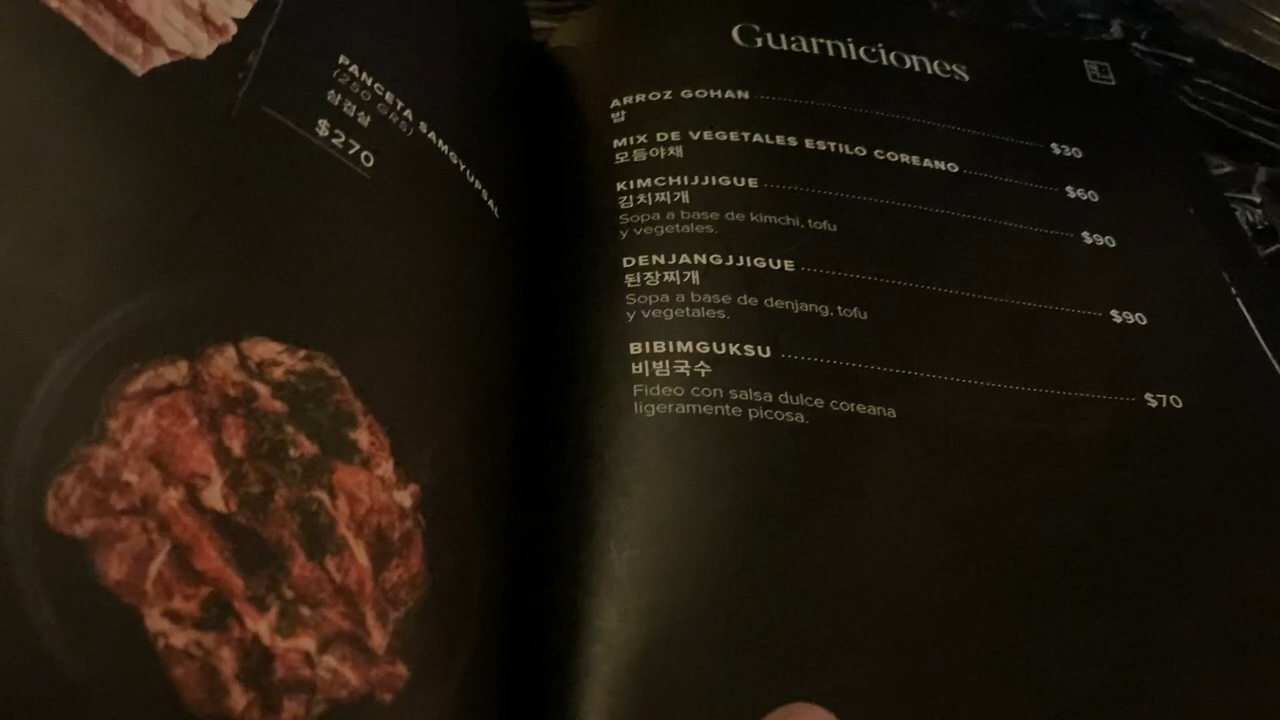 PANCETA SAMGYUPSAL
(250 GRS)
삼겹살
$270
Guarniciones
ARROZ GOHAN $30
밥
MIX DE VEGETALES ESTILO COREANO $60
모듬야채
KIMCHIJJIGUE $90
김치찌개
Sopa a base de kimchi, tofu
y vegetales.
DENJANGJJIGUE $90
된장찌개
Sopa a base de denjang, tofu
y vegetales.
BIBIMGUKSU $70
비빔국수
Fideo con salsa dulce coreana
ligeramente picosa.